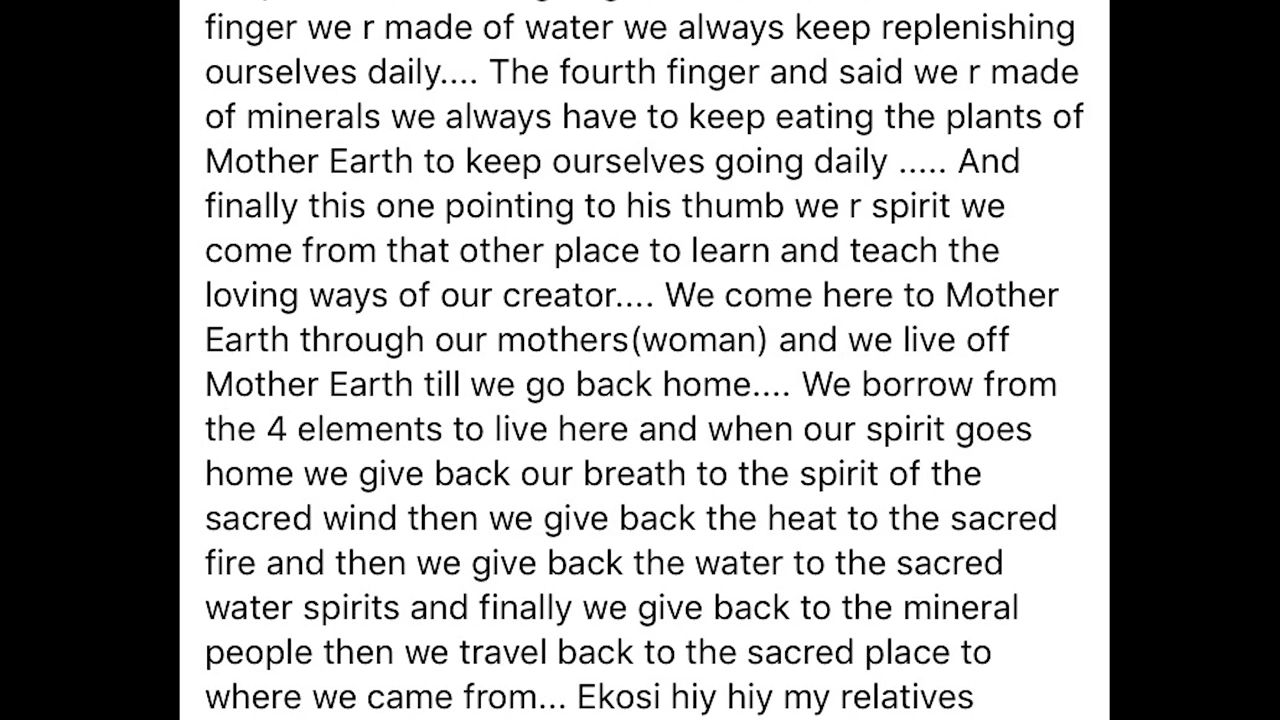 finger we r made of water we always keep replenishing
ourselves daily.... The fourth finger and said we r made
of minerals we always have to keep eating the plants of
Mother Earth to keep ourselves going daily ..... And
finally this one pointing to his thumb we r spirit we
come from that other place to learn and teach the
loving ways of our creator.... We come here to Mother
Earth through our mothers(woman) and we live off
Mother Earth till we go back home.... We borrow from
the 4 elements to live here and when our spirit goes
home we give back our breath to the spirit of the
sacred wind then we give back the heat to the sacred
fire and then we give back the water to the sacred
water spirits and finally we give back to the mineral
people then we travel back to the sacred place to
where we came from... Ekosi hiy hiy my relatives